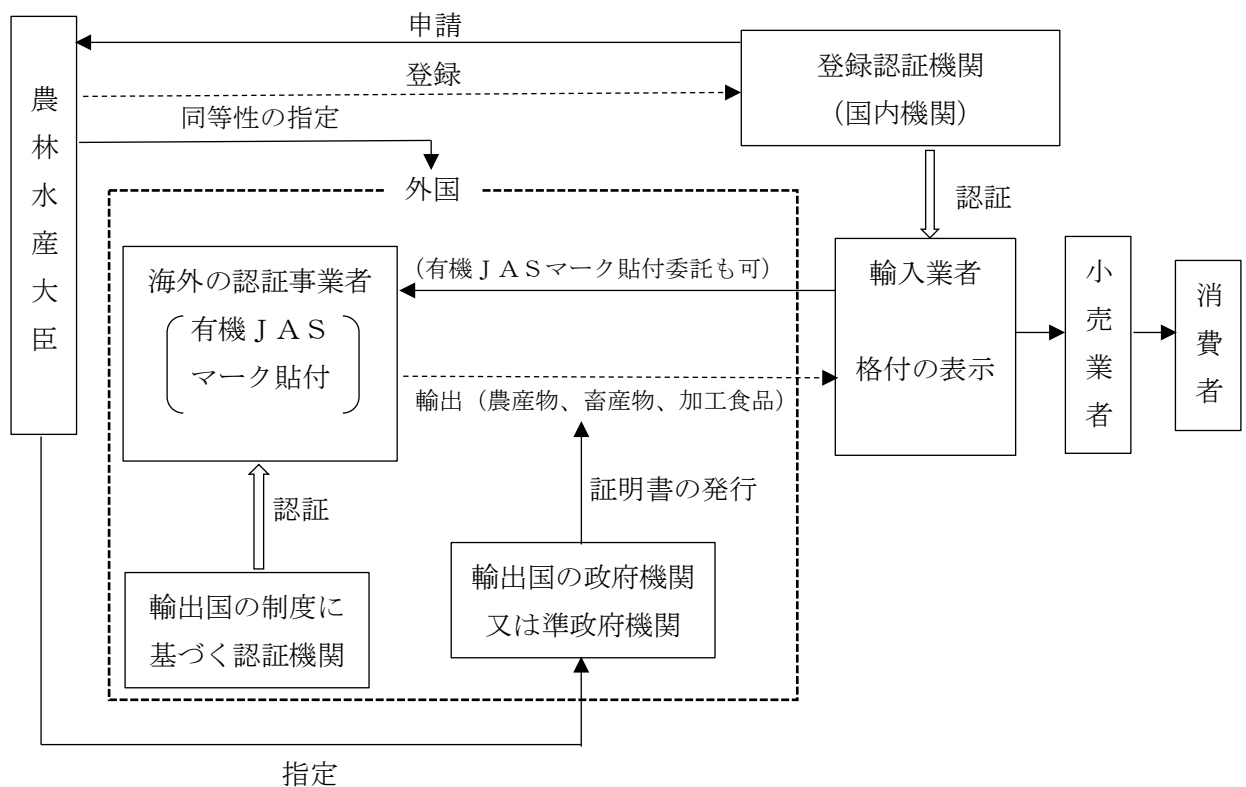 申請
登録認証機関
（国内機関）
登録
農林水産大臣
同等性の指定
外国
認証
（有機ＪＡＳマーク貼付委託も可）
海外の認証事業者
有機ＪＡＳ
マーク貼付
輸入業者
格付の表示
小売業者
消費者
輸出（農産物、畜産物、加工食品）
証明書の発行
認証
輸出国の制度に
基づく認証機関
輸出国の政府機関
又は準政府機関
指定